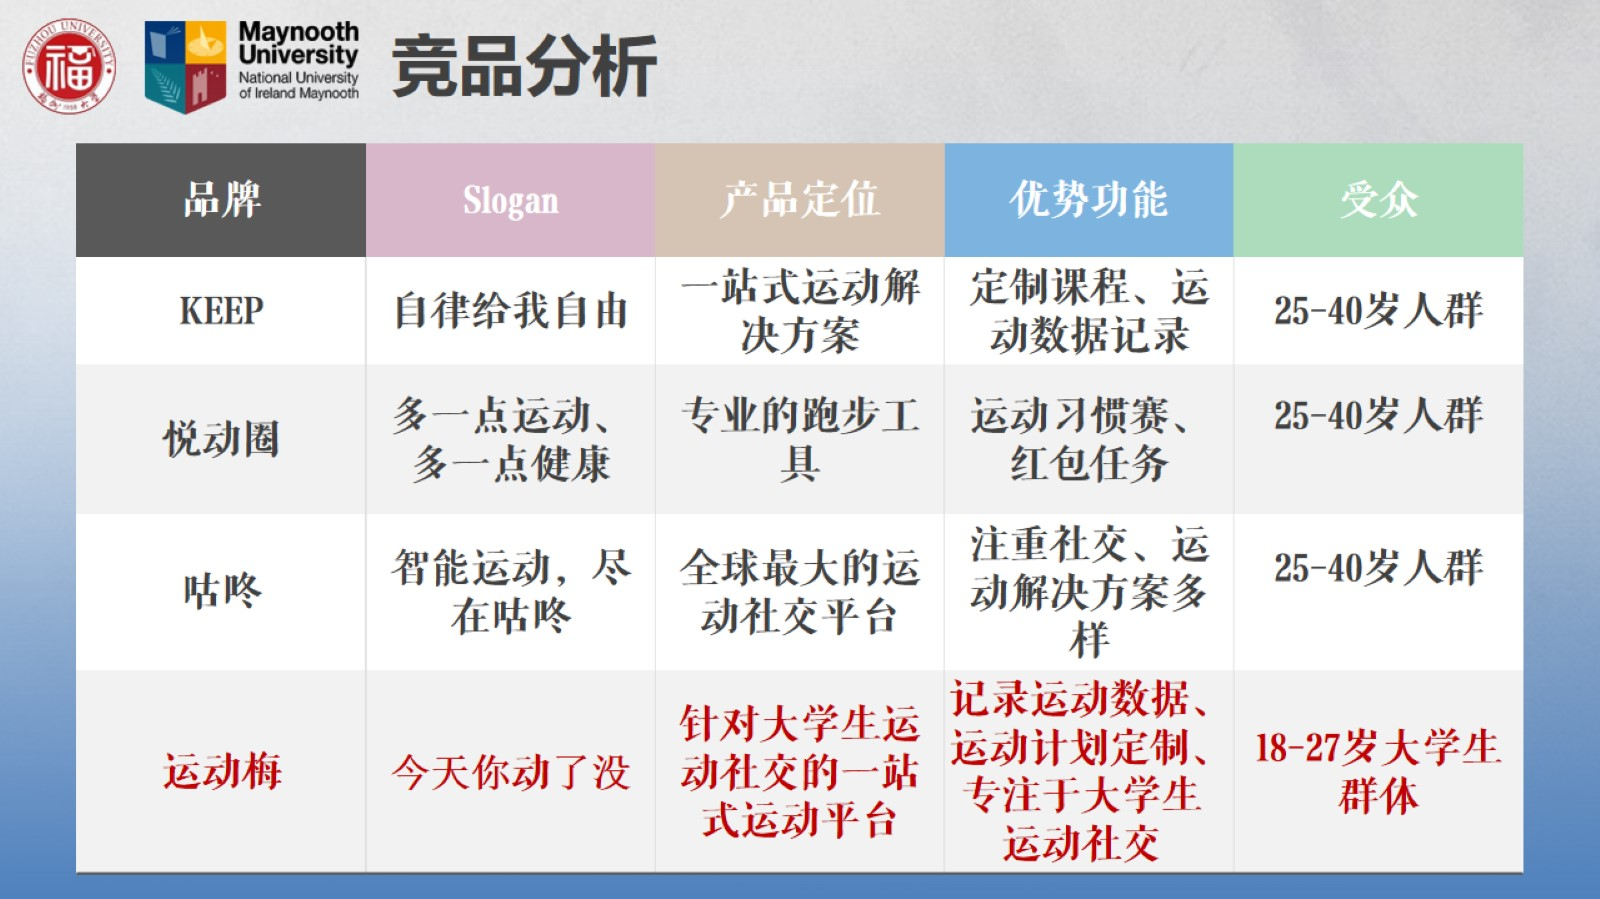 FUZHOU UNIVERSITY
福
福州大学
1958
Maynooth
University
National University
of Ireland Maynooth
竞品分析
品牌
Slogan
产品定位
优势功能
受众
KEEP
自律给我自由
一站式运动解
决方案
定制课程、运
动数据记录
25-40岁人群
悦动圈
多一点运动、
多一点健康
专业的跑步工
具
运动习惯赛、
红包任务
25-40岁人群
咕咚
智能运动，尽
在咕咚
全球最大的运
动社交平台
注重社交、运
动解决方案多
样
25-40岁人群
运动梅
今天你动了没
针对大学生运
动社交的一站
式运动平台
记录运动数据、
运动计划定制、
专注于大学生
运动社交
18-27岁大学生
群体